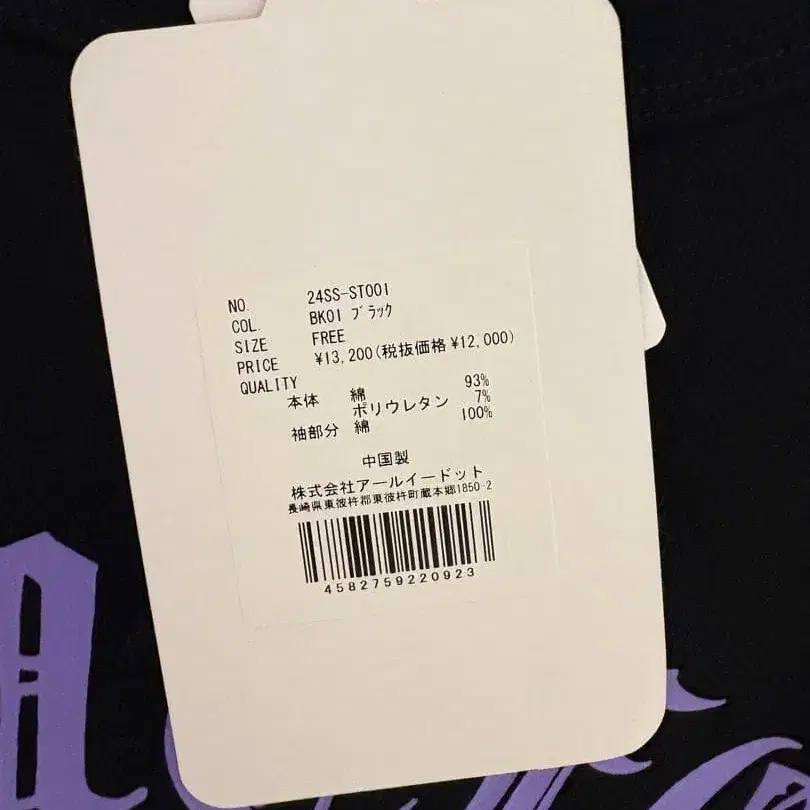 NO. 24SS-ST001
COL. BK01 ブラック
SIZE FREE
PRICE ¥13,200(税抜価格¥12,000)
QUALITY
本体 綿 93%
ポリウレタン 7%
袖部分 綿 100%
中国製
株式会社アールイードット
長崎県東彼杵郡東彼杵町蔵本郷1850-2
4582759220923